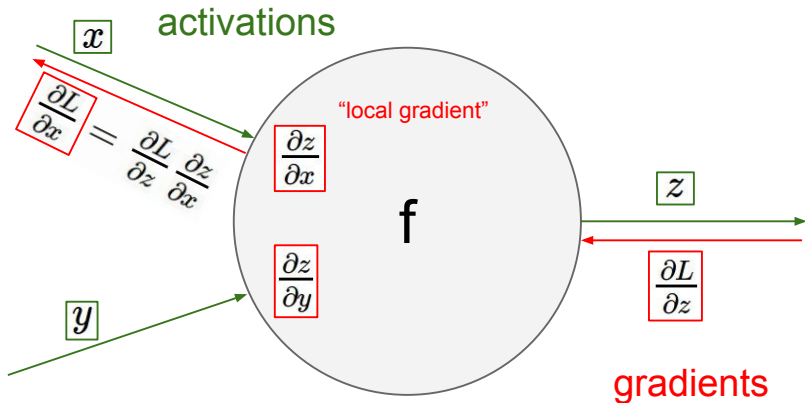 activations
x
∂L/∂x = ∂L/∂z ∂z/∂x
“local gradient”
∂z/∂x
f
z
∂z/∂y
∂L/∂z
y
gradients